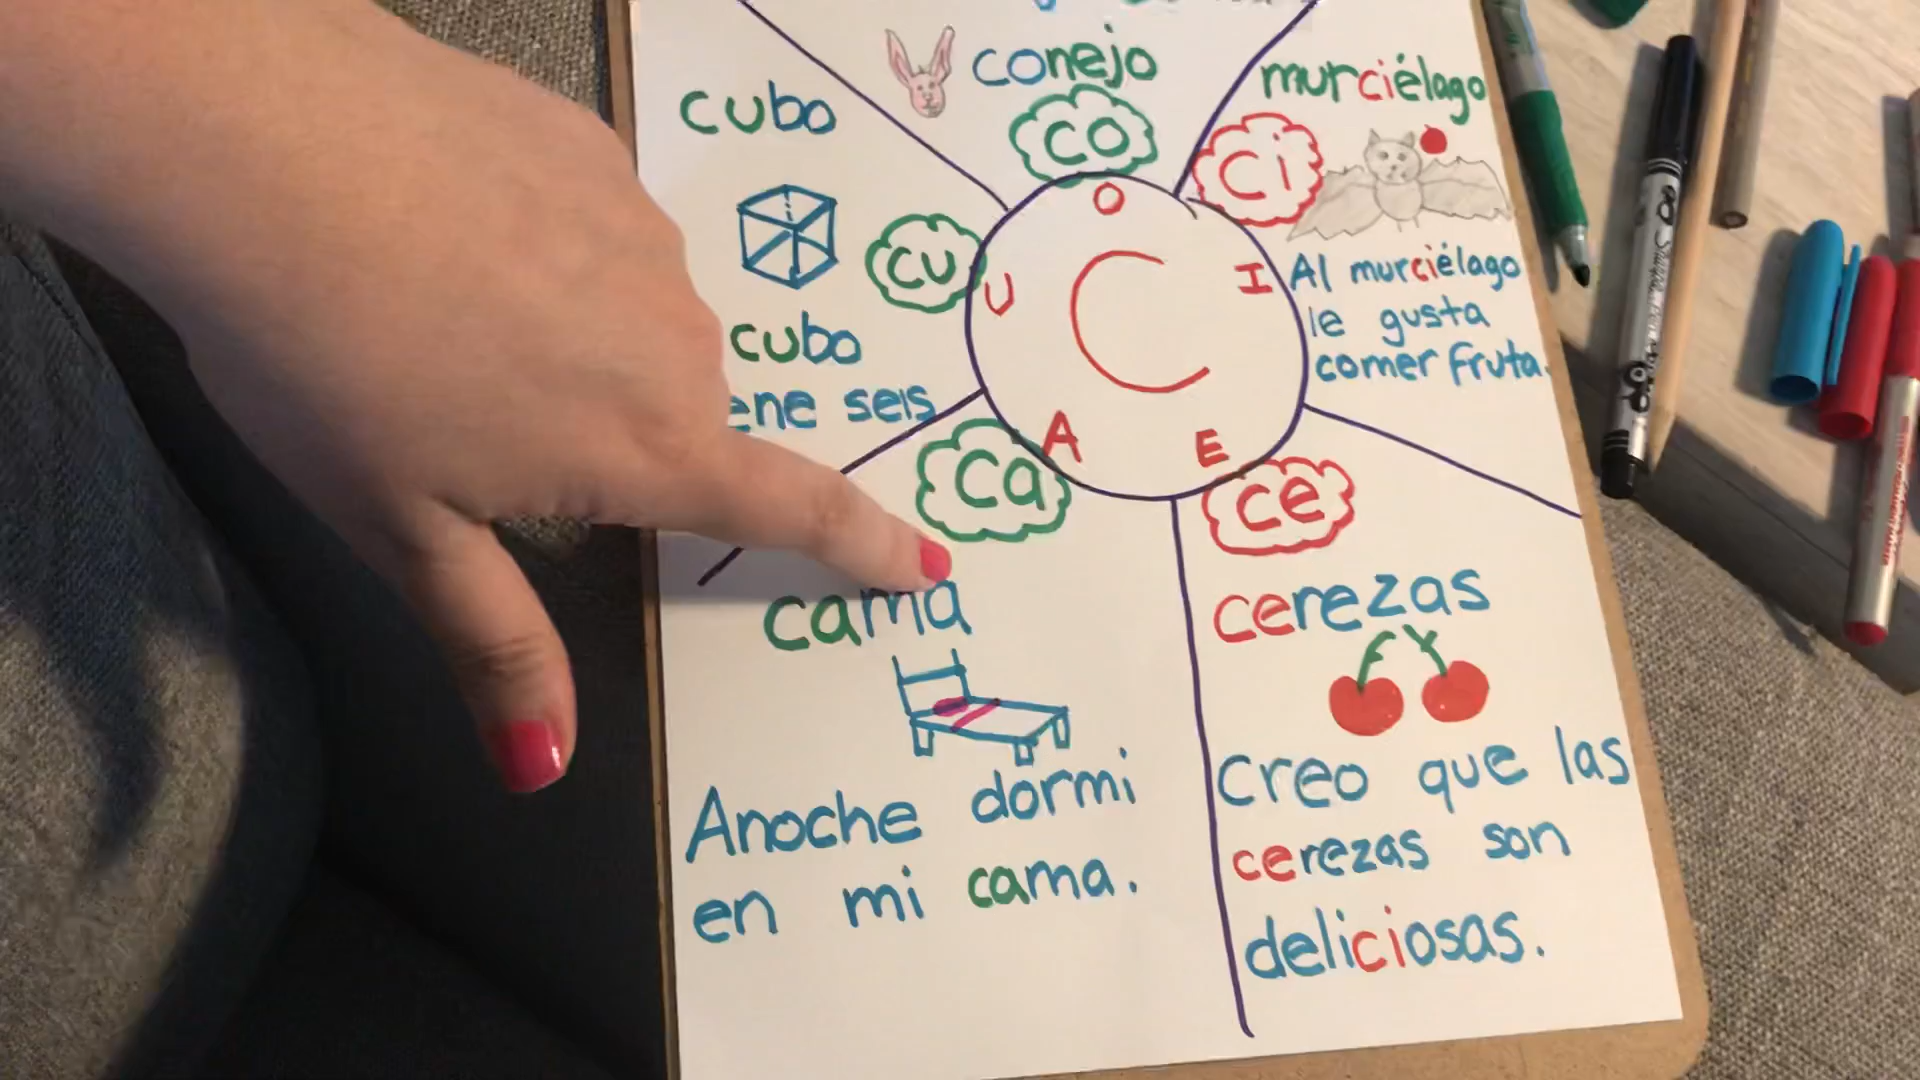 conejo
co
cubo
cu
cubo
seis
murciélago
ci
Al murciélago
le gusta
comer fruta.
O
U
C
I
A
E
ca
cama
Anoche dormi
en mi cama.
ce
cerezas
Creo que las
cerezas son
deliciosas.